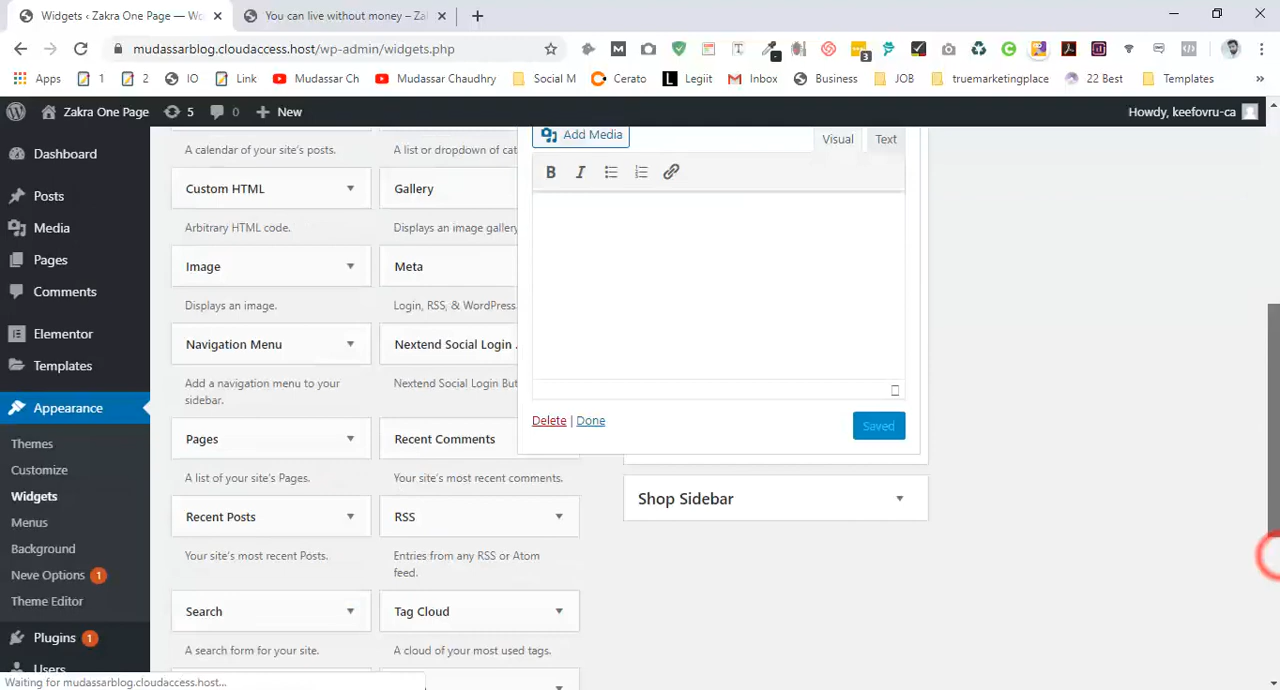 Widgets ‹ Zakra One Page — Wo
You can live without money – Za
mudassarblog.cloudaccess.host/wp-admin/widgets.php
3
Apps
1
2
IO
Link
Mudassar Ch
Mudassar Chaudhry
Social M
Cerato
Legiit
Inbox
Business
JOB
truemarketingplace
22 Best
Templates
»
Zakra One Page
5
0
New
Howdy, keefovru-ca
Dashboard
Posts
Media
Pages
Comments
Elementor
Templates
Appearance
Themes
Customize
Widgets
Menus
Background
Neve Options 1
Theme Editor
Plugins 1
Users
A calendar of your site's posts.
A list or dropdown of cat
Custom HTML
Gallery
Arbitrary HTML code.
Displays an image gallery
Image
Meta
Displays an image.
Login, RSS, & WordPress
Navigation Menu
Nextend Social Login .
Add a navigation menu to your
sidebar.
Nextend Social Login But
Pages
Recent Comments
A list of your site's Pages.
Your site's most recent comments.
Recent Posts
RSS
Your site's most recent Posts.
Entries from any RSS or Atom
feed.
Search
Tag Cloud
A search form for your site.
A cloud of your most used tags.
Add Media
Visual
Text
B I
Delete | Done
Saved
Shop Sidebar
Waiting for mudassarblog.cloudaccess.host...